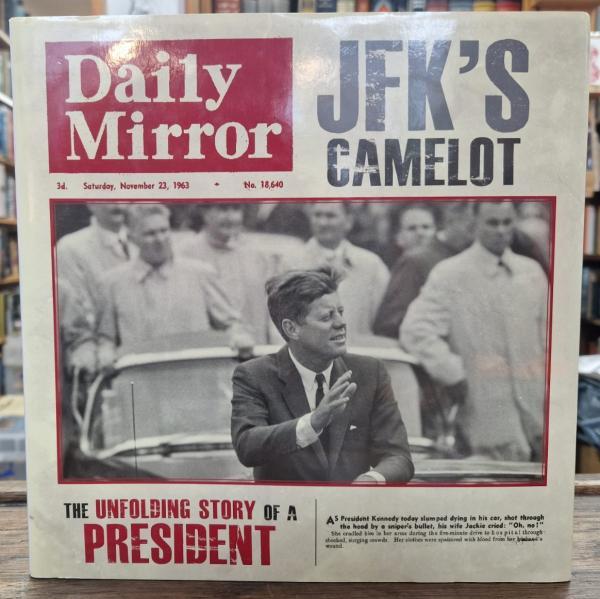 Daily
Mirror
JFK'S
CAMELOT
3d. Saturday, November 23, 1963 + No. 18,640
THE UNFOLDING STORY OF A
PRESIDENT
AS President Kennedy today slumped dying in his car, shot through
the head by a sniper's bullet, his wife Jackie cried: "Oh, no!"
She cradled him in her arms during the five-minute drive to hospital through
shocked, surging crowds. Her clothes were spattered with blood from her husband's
wound.